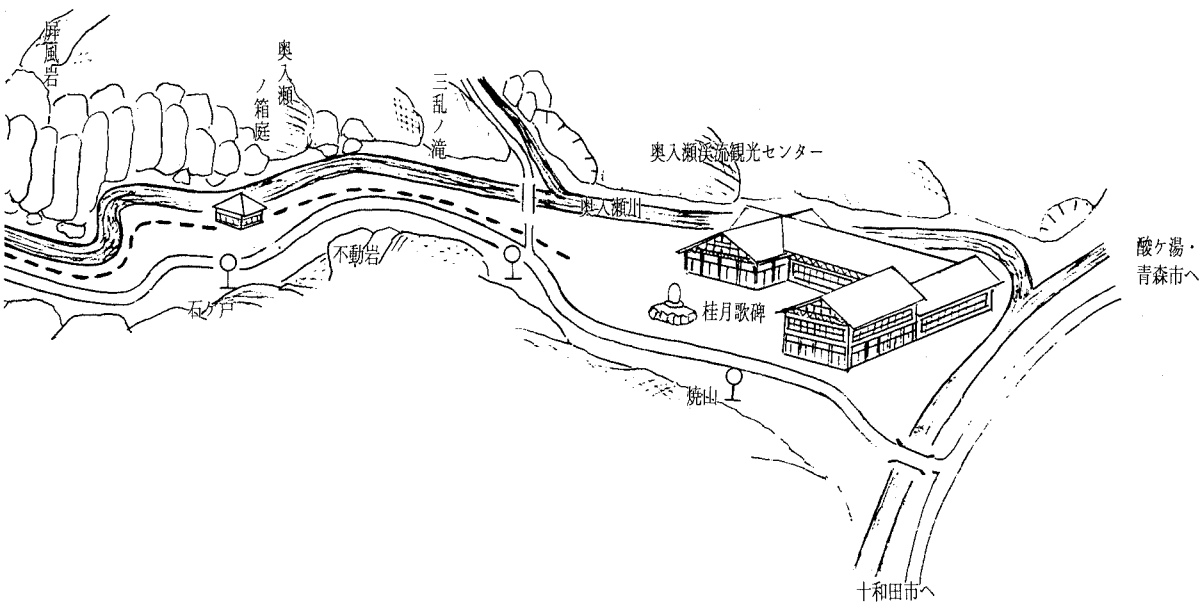 屏風岩
奥入瀬
ノ箱庭
三乱ノ滝
奥入瀬渓流観光センター
奥入瀬川
酸ヶ湯・
青森市へ
不動岩
石ヶ戸
桂月歌碑
焼山
十和田市へ